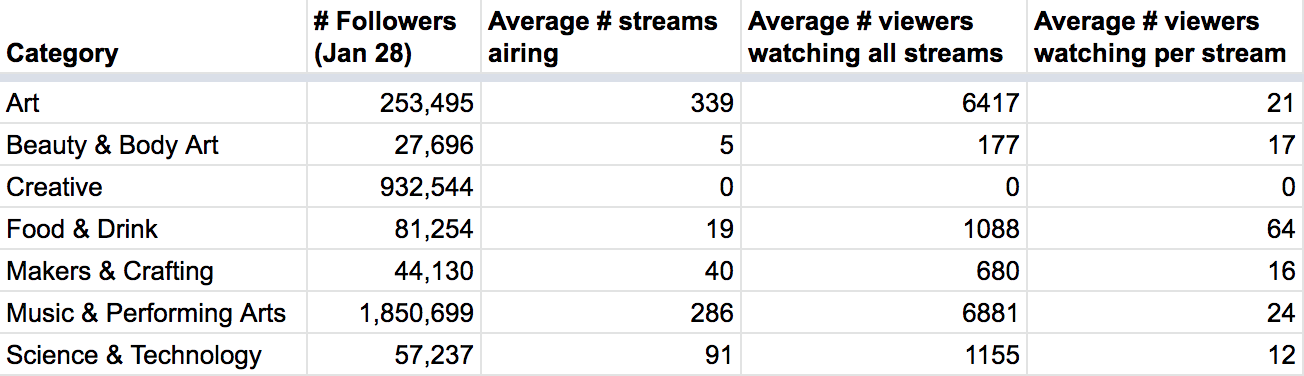 Category # Followers (Jan 28) Average # streams airing Average # viewers watching all streams Average # viewers watching per stream
Art 253,495 339 6417 21
Beauty & Body Art 27,696 5 177 17
Creative 932,544 0 0 0
Food & Drink 81,254 19 1088 64
Makers & Crafting 44,130 40 680 16
Music & Performing Arts 1,850,699 286 6881 24
Science & Technology 57,237 91 1155 12